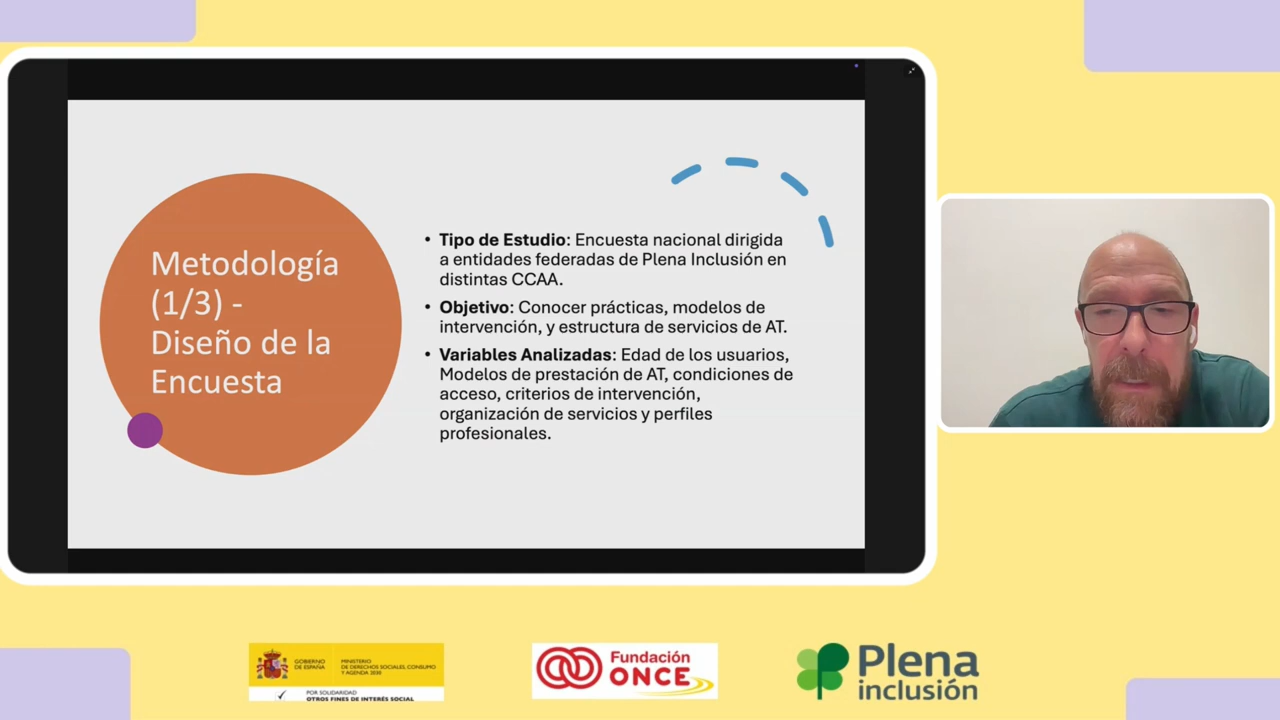 Metodología
(1/3) -
Diseño de la
Encuesta
• Tipo de Estudio: Encuesta nacional dirigida
a entidades federadas de Plena Inclusión en
distintas CCAA.
• Objetivo: Conocer prácticas, modelos de
intervención, y estructura de servicios de AT.
• Variables Analizadas: Edad de los usuarios,
Modelos de prestación de AT, condiciones de
acceso, criterios de intervención,
organización de servicios y perfiles
profesionales.
GOBIERNO
DE ESPAÑA
MINISTERIO
DE DERECHOS SOCIALES, CONSUMO
Y AGENDA 2030
POR SOLIDARIDAD
OTROS FINES DE INTERÉS SOCIAL
Fundación
ONCE
Plena
inclusión